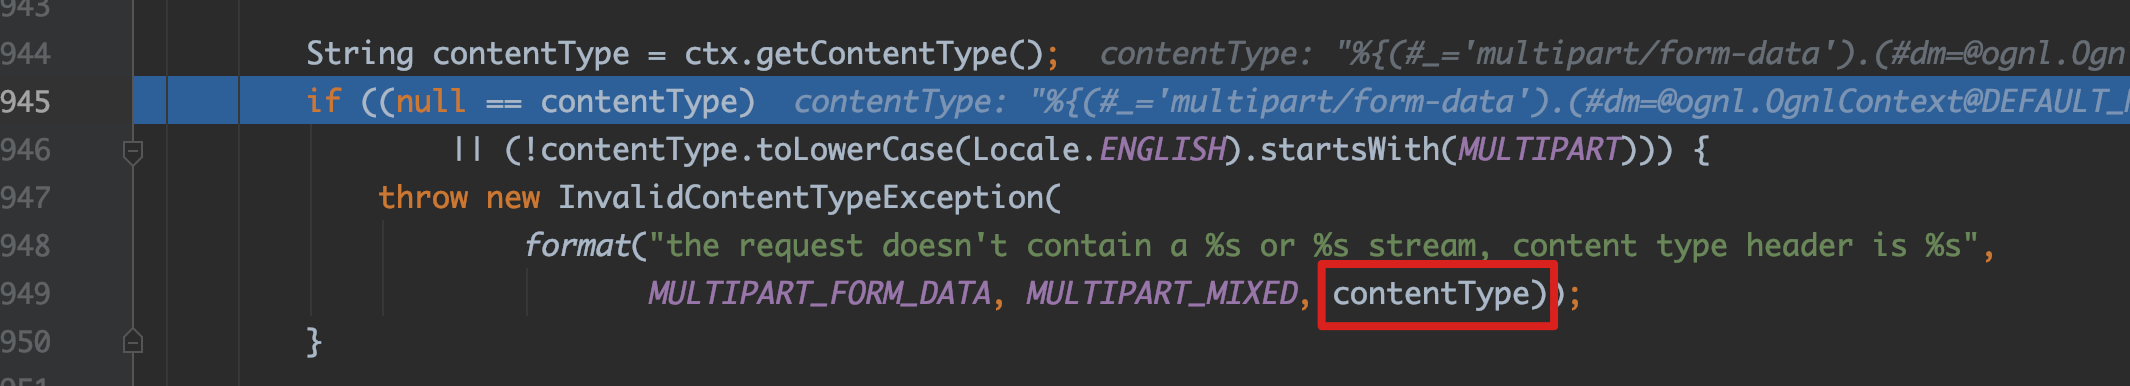 943
944 String contentType = ctx.getContentType(); contentType: "%{(#_='multipart/form-data').(#dm=@ognl.Ogn
945 if ((null == contentType) contentType: "%{(#_='multipart/form-data').(#dm=@ognl.OgnlContext@DEFAULT_
946 || (!contentType.toLowerCase(Locale.ENGLISH).startsWith(MULTIPART))) {
947 throw new InvalidContentTypeException(
948 format("the request doesn't contain a %s or %s stream, content type header is %s",
949 MULTIPART_FORM_DATA, MULTIPART_MIXED, contentType));
950 }
951